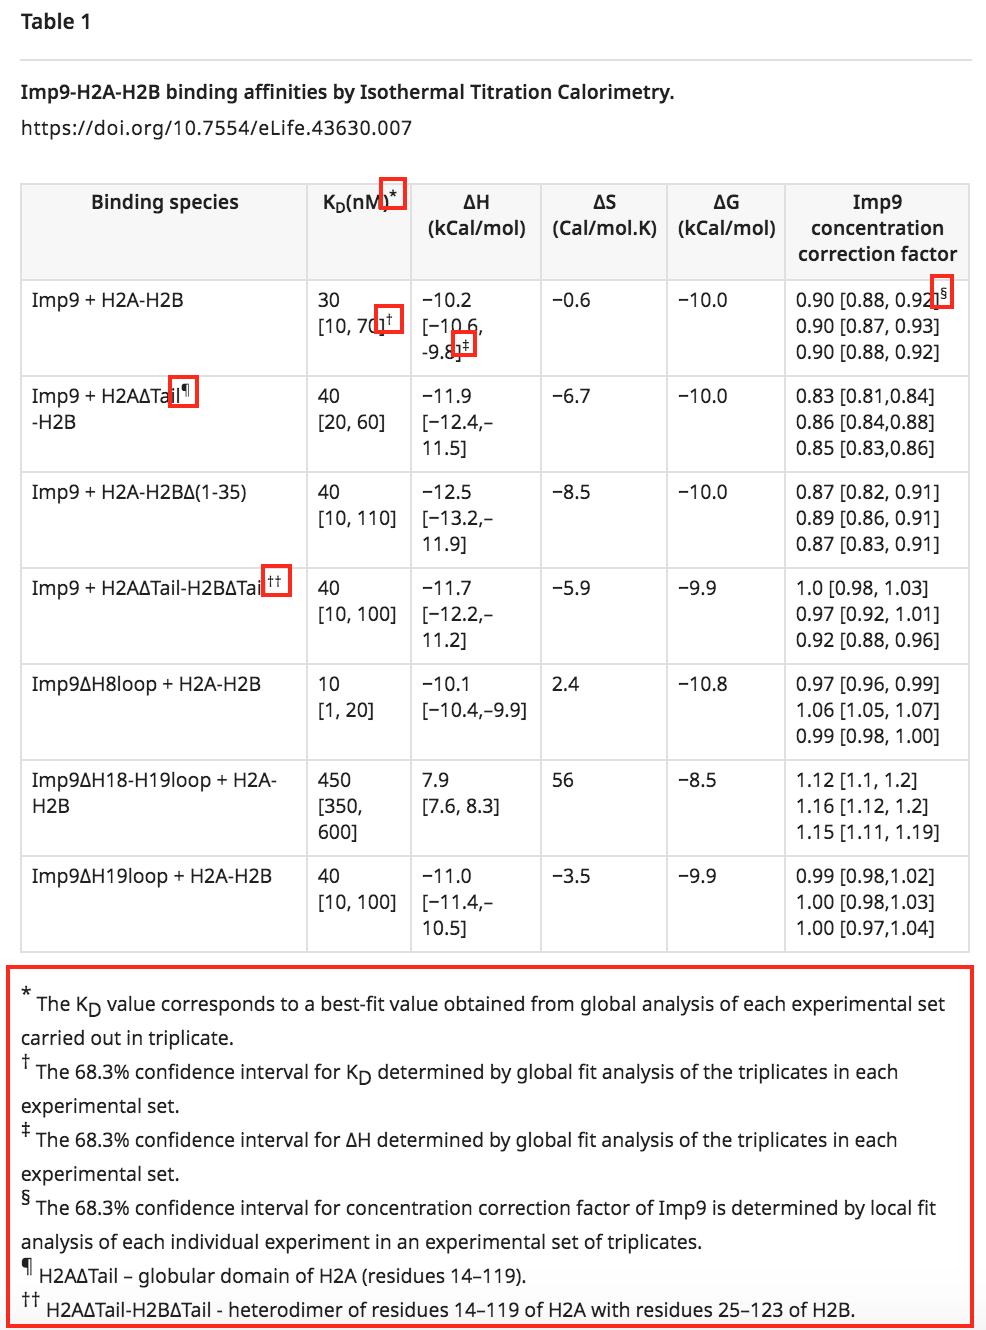 Table 1
Imp9-H2A-H2B binding affinities by Isothermal Titration Calorimetry.
https://doi.org/10.7554/eLife.43630.007
Binding species KD(nM)* ΔH (kCal/mol) ΔS (Cal/mol.K) ΔG (kCal/mol) Imp9 concentration correction factor
Imp9 + H2A-H2B 30 −10.2 −0.6 −10.0 0.90 [0.88, 0.92]§
[10, 70]† [−10.6, 0.90 [0.87, 0.93]
-9.8]‡ 0.90 [0.88, 0.92]
Imp9 + H2AΔTail¶ 40 −11.9 −6.7 −10.0 0.83 [0.81,0.84]
-H2B [20, 60] [−12.4,− 0.86 [0.84,0.88]
11.5] 0.85 [0.83,0.86]
Imp9 + H2A-H2BΔ(1-35) 40 −12.5 −8.5 −10.0 0.87 [0.82, 0.91]
[10, 110] [−13.2,− 0.89 [0.86, 0.91]
11.9] 0.87 [0.83, 0.91]
Imp9 + H2AΔTail-H2BΔTail†† 40 −11.7 −5.9 −9.9 1.0 [0.98, 1.03]
[10, 100] [−12.2,− 0.97 [0.92, 1.01]
11.2] 0.92 [0.88, 0.96]
Imp9ΔH8loop + H2A-H2B 10 −10.1 2.4 −10.8 0.97 [0.96, 0.99]
[1, 20] [−10.4,−9.9] 1.06 [1.05, 1.07]
0.99 [0.98, 1.00]
Imp9ΔH18-H19loop + H2A- 450 7.9 56 −8.5 1.12 [1.1, 1.2]
H2B [350, [7.6, 8.3] 1.16 [1.12, 1.2]
600] 1.15 [1.11, 1.19]
Imp9ΔH19loop + H2A-H2B 40 −11.0 −3.5 −9.9 0.99 [0.98,1.02]
[10, 100] [−11.4,− 1.00 [0.98,1.03]
10.5] 1.00 [0.97,1.04]
* The KD value corresponds to a best-fit value obtained from global analysis of each experimental set
carried out in triplicate.
† The 68.3% confidence interval for KD determined by global fit analysis of the triplicates in each
experimental set.
‡ The 68.3% confidence interval for ΔH determined by global fit analysis of the triplicates in each
experimental set.
§ The 68.3% confidence interval for concentration correction factor of Imp9 is determined by local fit
analysis of each individual experiment in an experimental set of triplicates.
¶ H2AΔTail – globular domain of H2A (residues 14–119).
†† H2AΔTail-H2BΔTail - heterodimer of residues 14–119 of H2A with residues 25–123 of H2B.